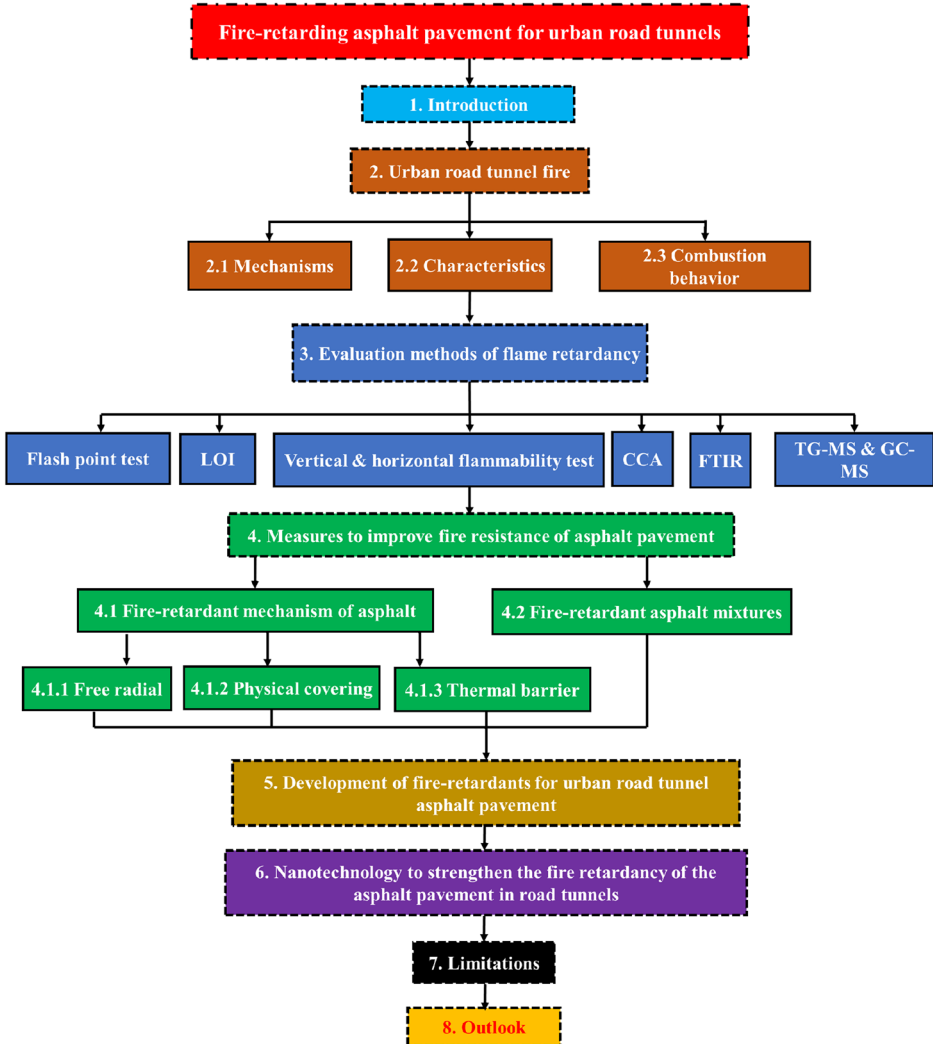 Fire-retarding asphalt pavement for urban road tunnels
1. Introduction
2. Urban road tunnel fire
2.1 Mechanisms
2.2 Characteristics
2.3 Combustion
behavior
3. Evaluation methods of flame retardancy
Flash point test
LOI
Vertical & horizontal flammability test
CCA
FTIR
TG-MS & GC-
MS
4. Measures to improve fire resistance of asphalt pavement
4.1 Fire-retardant mechanism of asphalt
4.2 Fire-retardant asphalt mixtures
4.1.1 Free radial
4.1.2 Physical covering
4.1.3 Thermal barrier
5. Development of fire-retardants for urban road tunnel
asphalt pavement
6. Nanotechnology to strengthen the fire retardancy of the
asphalt pavement in road tunnels
7. Limitations
8. Outlook